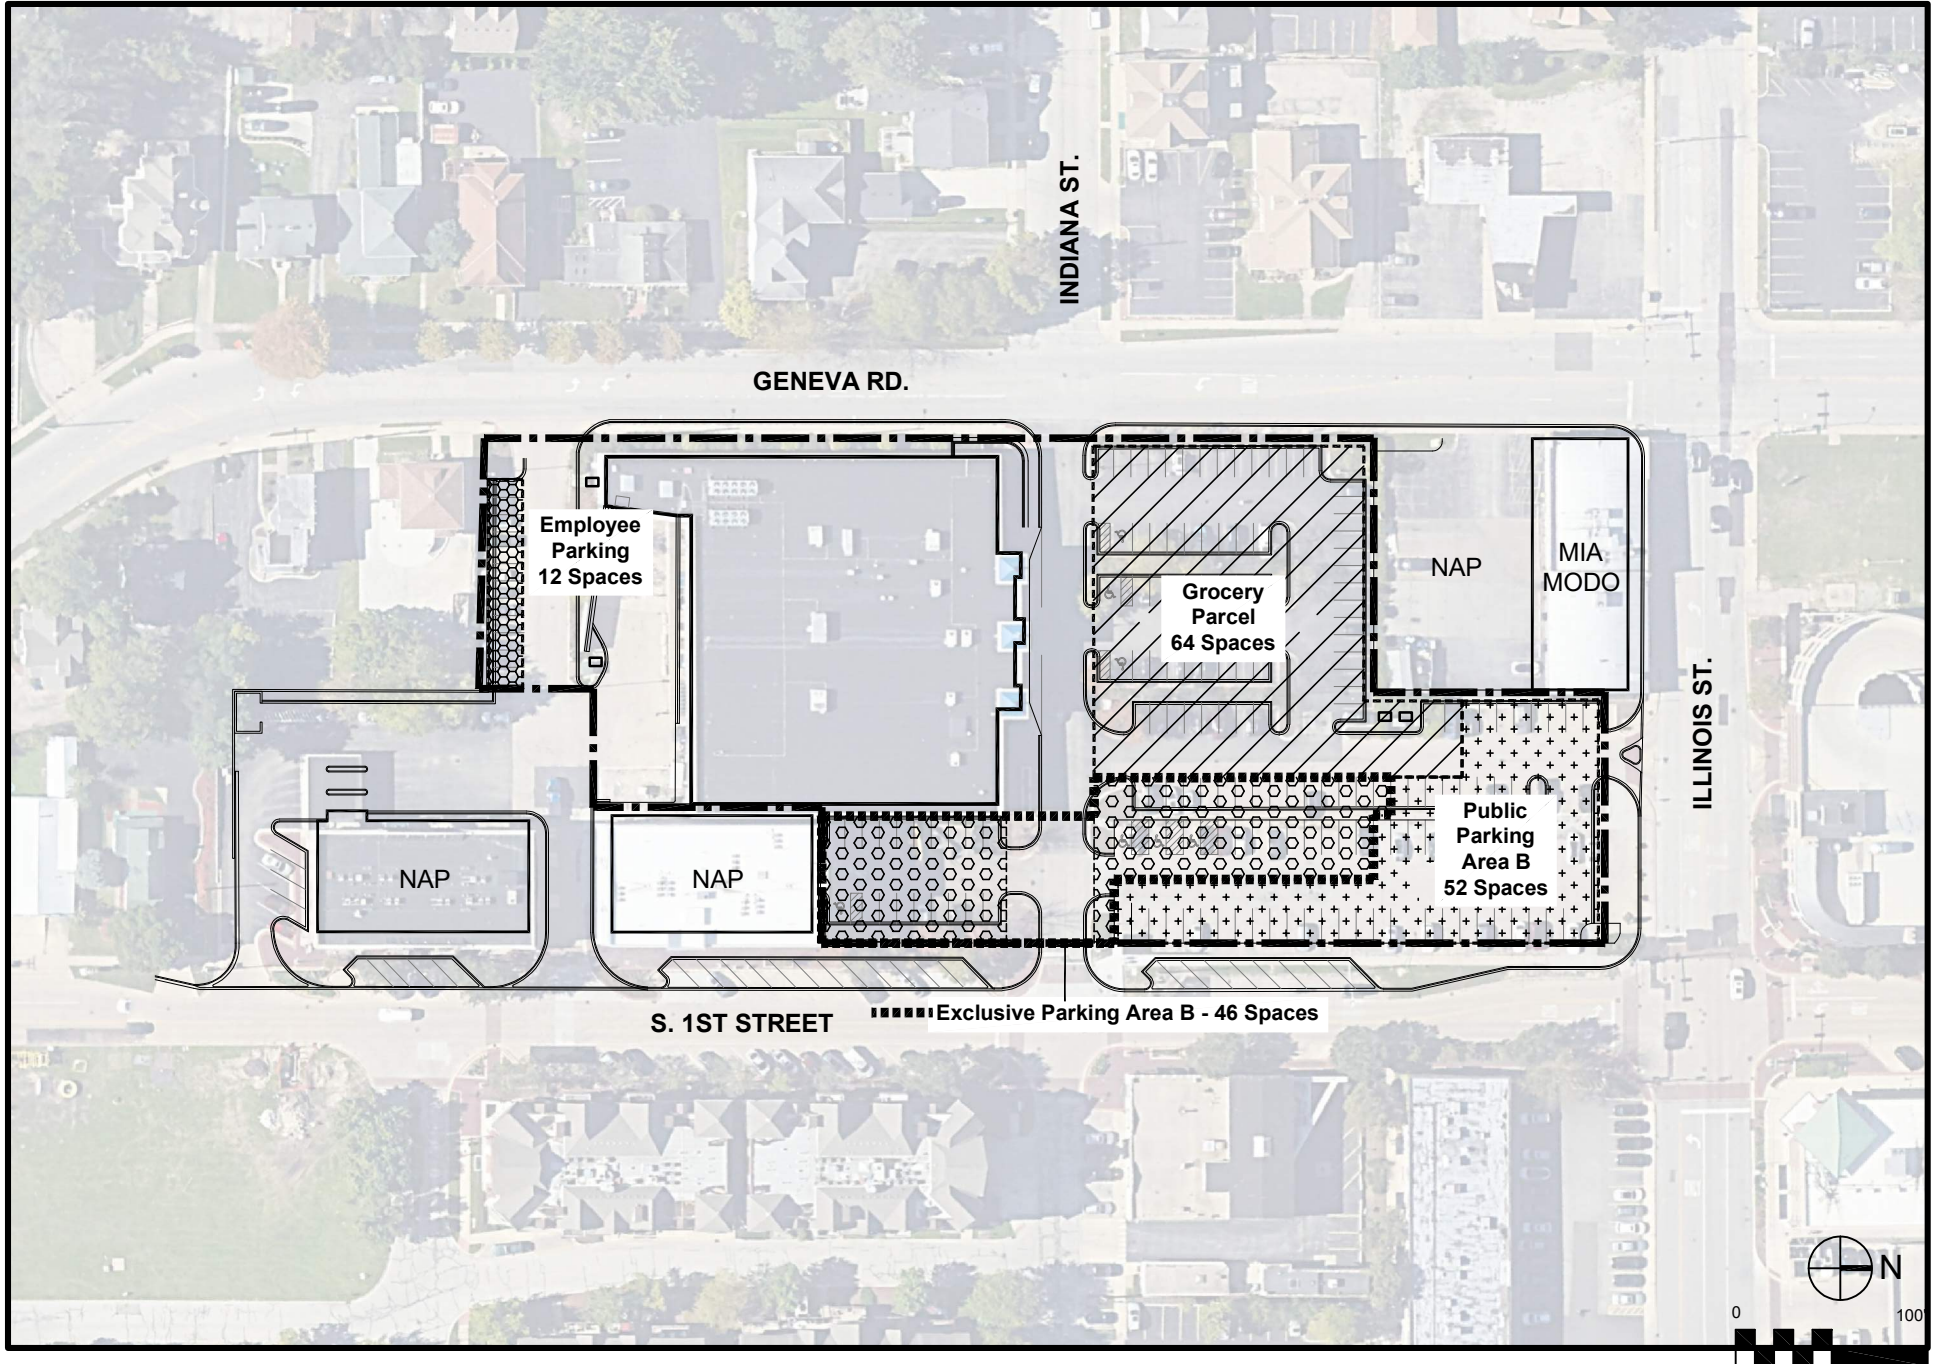 INDIANA ST.
GENEVA RD.
Employee
Parking
12 Spaces
Grocery
Parcel
64 Spaces
NAP
MIA
MODO
ILLINOIS ST.
Public
Parking
Area B
52 Spaces
NAP
NAP
Exclusive Parking Area B - 46 Spaces
S. 1ST STREET
N
0
100'